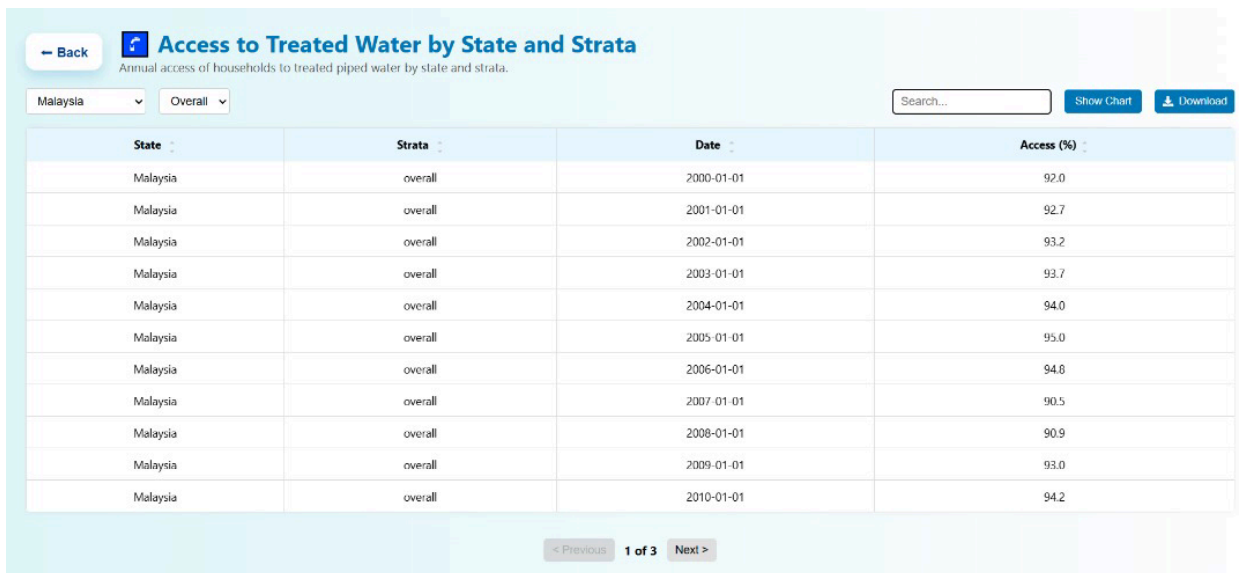 ← Back
Access to Treated Water by State and Strata
Annual access of households to treated piped water by state and strata.
Malaysia Overall Search... Show Chart Download
State Strata Date Access (%)
Malaysia overall 2000-01-01 92.0
Malaysia overall 2001-01-01 92.7
Malaysia overall 2002-01-01 93.2
Malaysia overall 2003-01-01 93.7
Malaysia overall 2004-01-01 94.0
Malaysia overall 2005-01-01 95.0
Malaysia overall 2006-01-01 94.8
Malaysia overall 2007-01-01 90.5
Malaysia overall 2008-01-01 90.9
Malaysia overall 2009-01-01 93.0
Malaysia overall 2010-01-01 94.2
< Previous 1 of 3 Next >